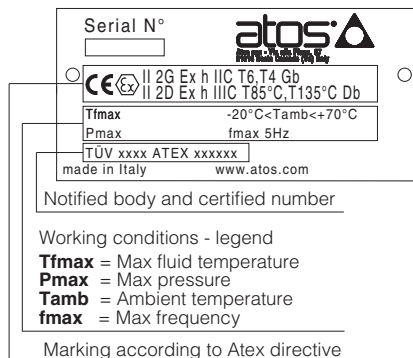 Serial N°
atos
II 2G Ex h IIC T6,T4 Gb
II 2D Ex h IIIC T85°C,T135°C Db
Tfmax -20°C<Tamb<+70°C
Pmax fmax 5Hz
TÜV xxxx ATEX xxxxxx
made in Italy www.atos.com
Notified body and certified number
Working conditions - legend
Tfmax = Max fluid temperature
Pmax = Max pressure
Tamb = Ambient temperature
fmax = Max frequency
Marking according to Atex directive